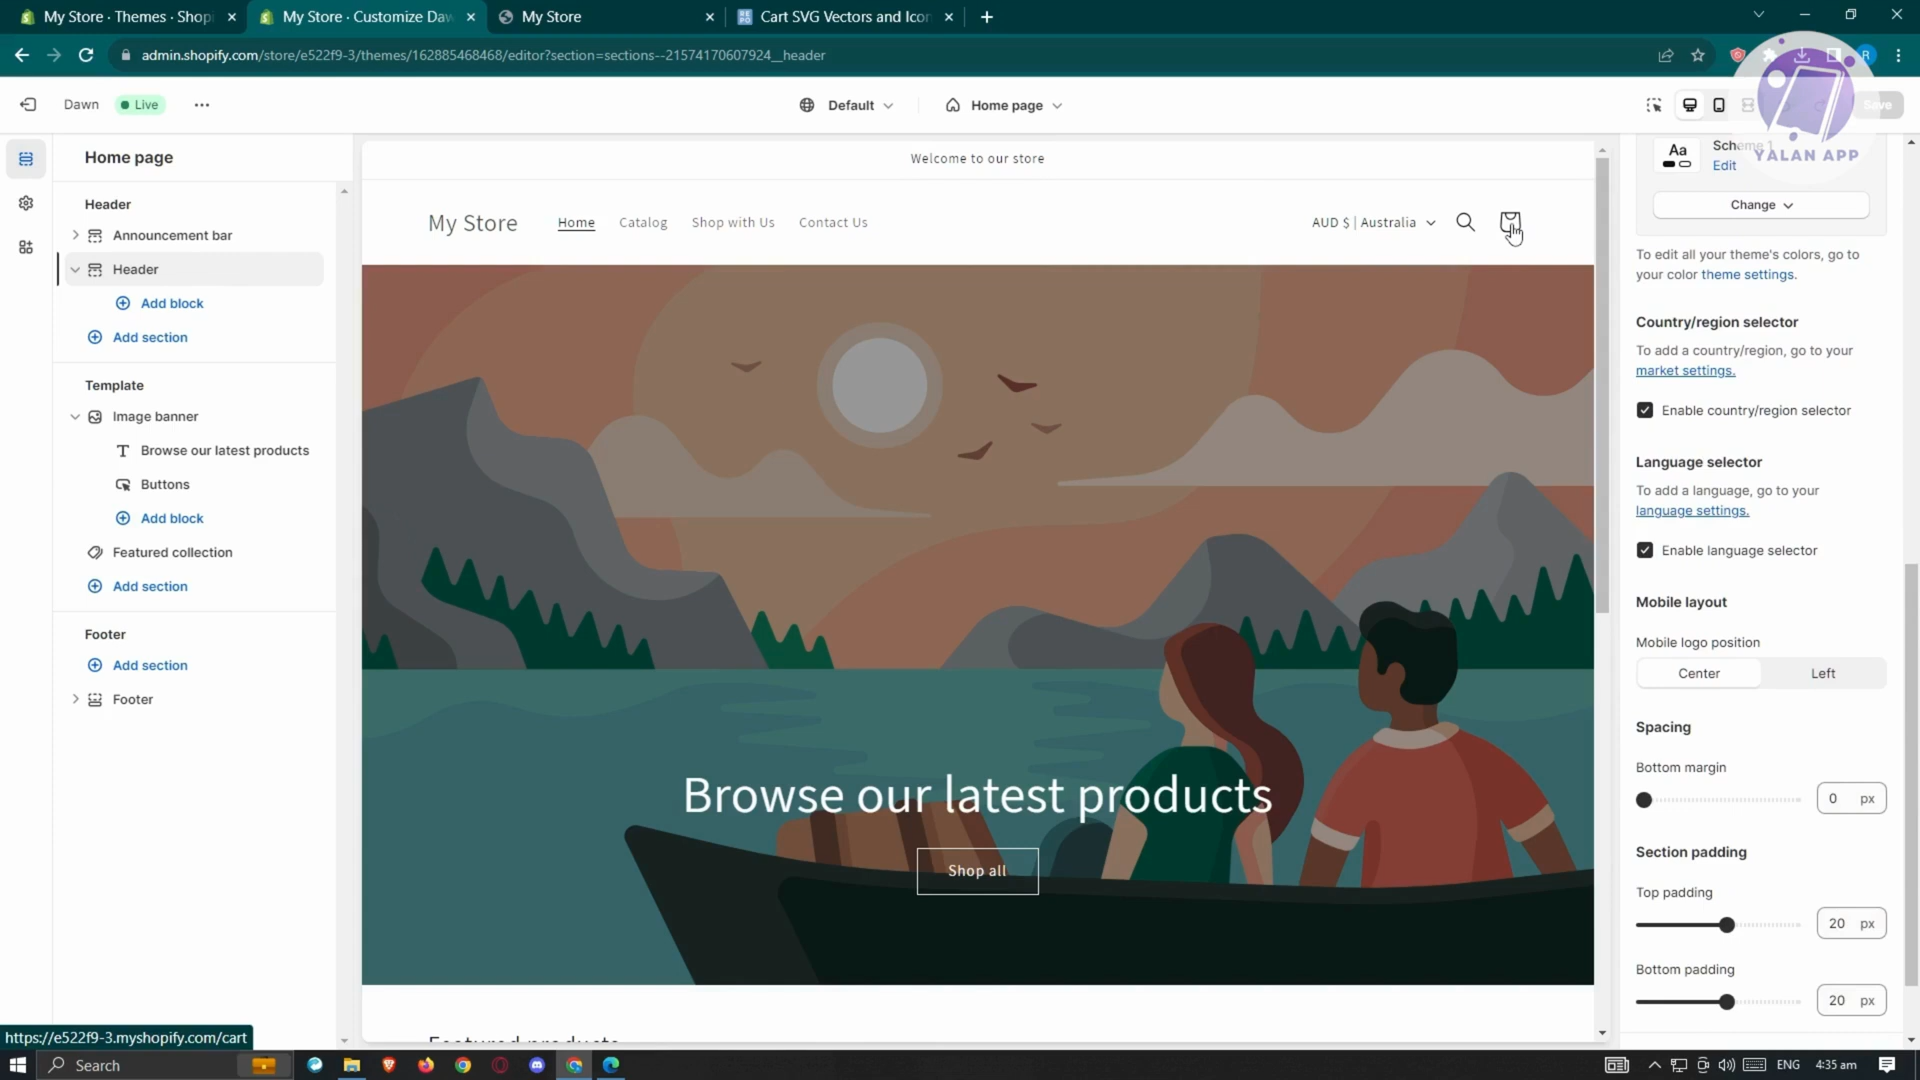 My Store · Themes · Shopi
My Store · Customize Daw
My Store
Cart SVG Vectors and Icon
admin.shopify.com/store/e522f9-3/themes/162885468468/editor?section=sections--21574170607924__header
R
Dawn
Live
Default
Home page
Save
YALAN APP
Home page
Header
Announcement bar
Header
Add block
Add section
Template
Image banner
Browse our latest products
Buttons
Add block
Featured collection
Add section
Footer
Add section
Footer
Welcome to our store
My Store
Home
Catalog
Shop with Us
Contact Us
AUD $ | Australia
Browse our latest products
Shop all
Featured products
Aa
Scheme 1
Edit
Change
To edit all your theme's colors, go to
your color theme settings.
Country/region selector
To add a country/region, go to your
market settings.
Enable country/region selector
Language selector
To add a language, go to your
language settings.
Enable language selector
Mobile layout
Mobile logo position
Center
Left
Spacing
Bottom margin
0 px
Section padding
Top padding
20 px
Bottom padding
20 px
https://e522f9-3.myshopify.com/cart
Search
ENG
4:35 am